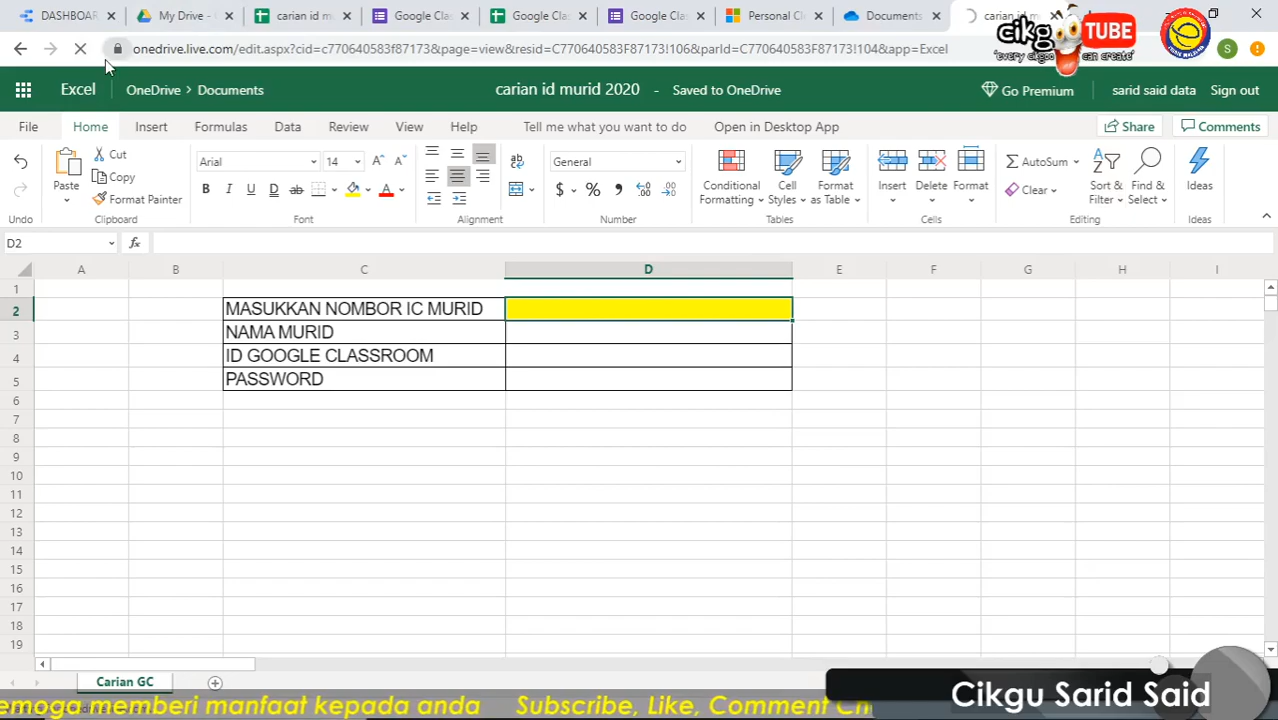 DASHBOAR
My Drive -
carian id m
Google Clas
Google Clas
Google Clas
Personal Cl
Documents
carian id m
onedrive.live.com/edit.aspx?cid=c770640583f87173&page=view&resid=C770640583F87173!106&parId=C770640583F87173!104&app=Excel
S
cikgu TUBE
"every cikgoo can create"
Excel
OneDrive > Documents
carian id murid 2020 - Saved to OneDrive
Go Premium
sarid said data
Sign out
File Home Insert Formulas Data Review View Help Tell me what you want to do Open in Desktop App
Share
Comments
Paste
Cut
Copy
Format Painter
Arial
14
B I U D ab
General
$ % ,
Conditional Formatting
Cell Styles
Format as Table
Insert
Delete
Format
AutoSum
Clear
Sort & Filter
Find & Select
Ideas
Undo Clipboard Font Alignment Number Tables Cells Editing Ideas
D2
fx
A B C D E F G H I
1
2 MASUKKAN NOMBOR IC MURID
3 NAMA MURID
4 ID GOOGLE CLASSROOM
5 PASSWORD
6
7
8
9
10
11
12
13
14
15
16
17
18
19
Carian GC
memberi manfaat kepada anda Subscribe, Like, Comment
Cikgu Sarid Said